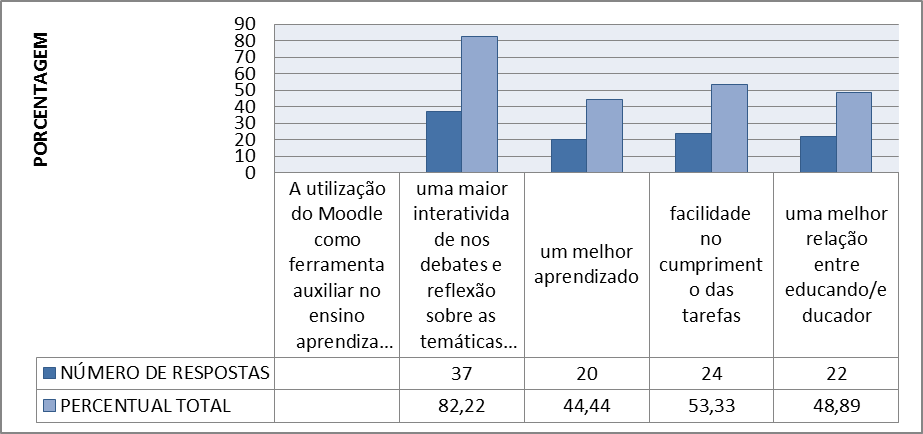 PORCENTAGEM
90
80
70
60
50
40
30
20
10
0
A utilização
do Moodle
como
ferramenta
auxiliar no
ensino
aprendiza...
uma maior
interativida
de nos
debates e
reflexão
sobre as
temáticas...
um melhor
aprendizado
facilidade
no
cumpriment
o das
tarefas
uma melhor
relação
entre
educando/e
ducador
NÚMERO DE RESPOSTAS 37 20 24 22
PERCENTUAL TOTAL 82,22 44,44 53,33 48,89